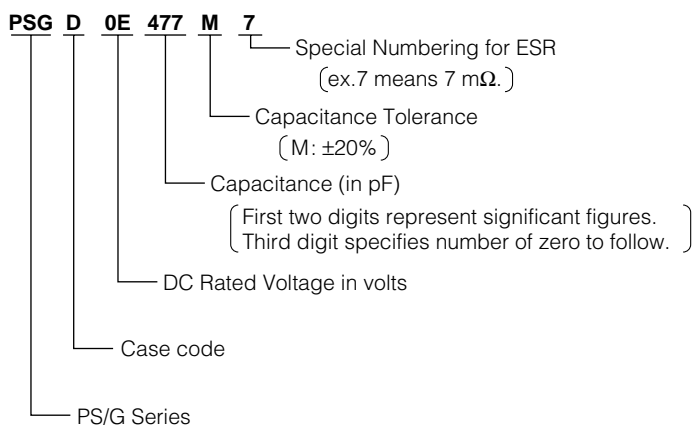 PSG D 0E 477 M 7
Special Numbering for ESR
(ex.7 means 7 mΩ.)
Capacitance Tolerance
(M: ±20%)
Capacitance (in pF)
First two digits represent significant figures.
Third digit specifies number of zero to follow.
DC Rated Voltage in volts
Case code
PS/G Series